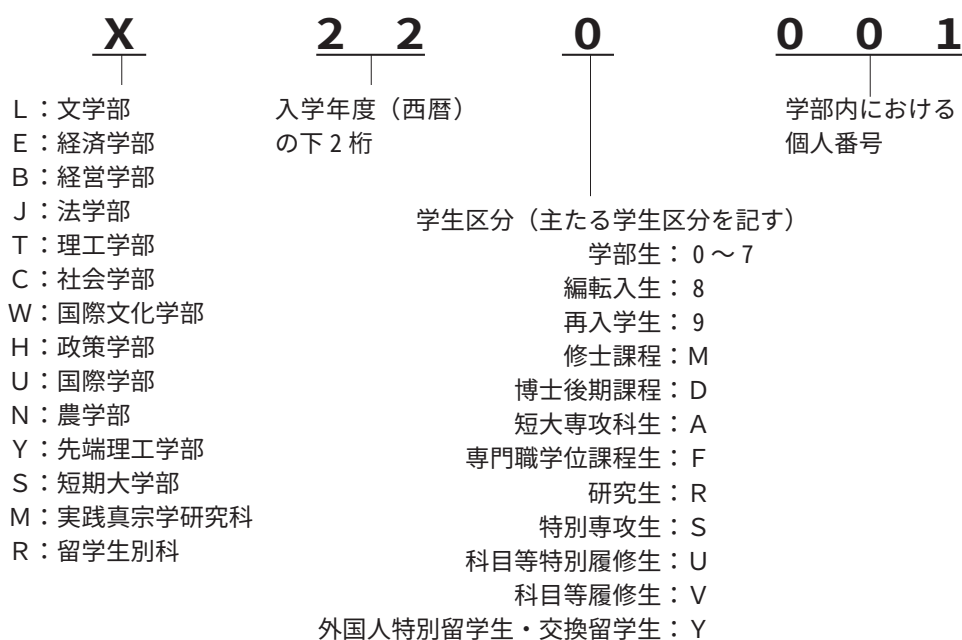 X 22 0 001
L:文学部
E:経済学部
B:経営学部
J:法学部
T:理工学部
C:社会学部
W:国際文化学部
H:政策学部
U:国際学部
N:農学部
Y:先端理工学部
S:短期大学部
M:実践真宗学研究科
R:留学生別科
入学年度(西暦)
の下2桁
学生区分(主たる学生区分を記す)
学部生:0~7
編転入生:8
再入学生:9
修士課程:M
博士後期課程:D
短大専攻科生:A
専門職学位課程生:F
研究生:R
特別専攻生:S
科目等特別履修生:U
科目等履修生:V
外国人特別留学生・交換留学生:Y
学部内における
個人番号